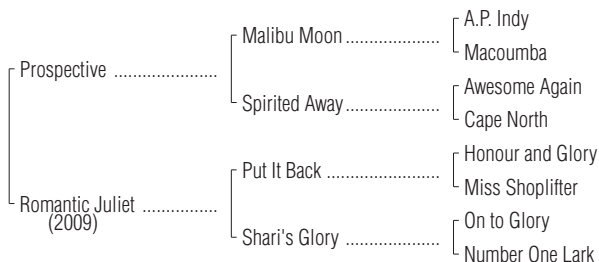 A.P. Indy
Malibu Moon ....................
Macoumba
Prospective ......................
Awesome Again
Spirited Away....................
Cape North
Honour and Glory
Put It Back ........................
Miss Shoplifter
Romantic Juliet ................
(2009)
On to Glory
Shari's Glory ....................
Number One Lark